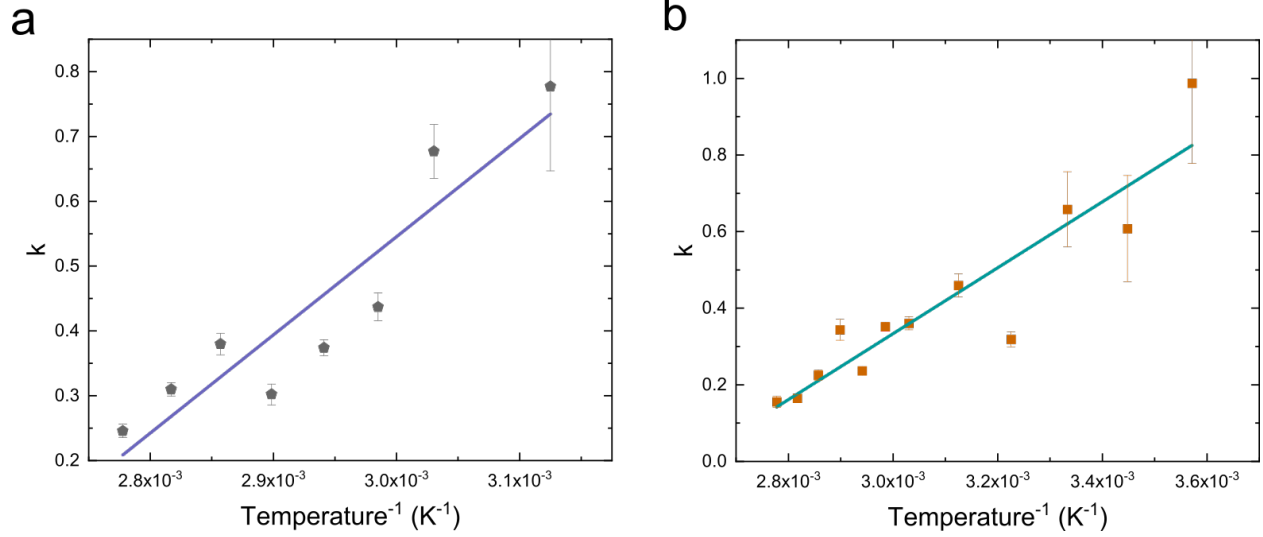 a
0.8
0.7
0.6
0.5
0.4
0.3
0.2
k
2.8x10⁻³ 2.9x10⁻³ 3.0x10⁻³ 3.1x10⁻³
Temperature⁻¹ (K⁻¹)
b
1.0
0.8
0.6
0.4
0.2
0.0
k
2.8x10⁻³ 3.0x10⁻³ 3.2x10⁻³ 3.4x10⁻³ 3.6x10⁻³
Temperature⁻¹ (K⁻¹)